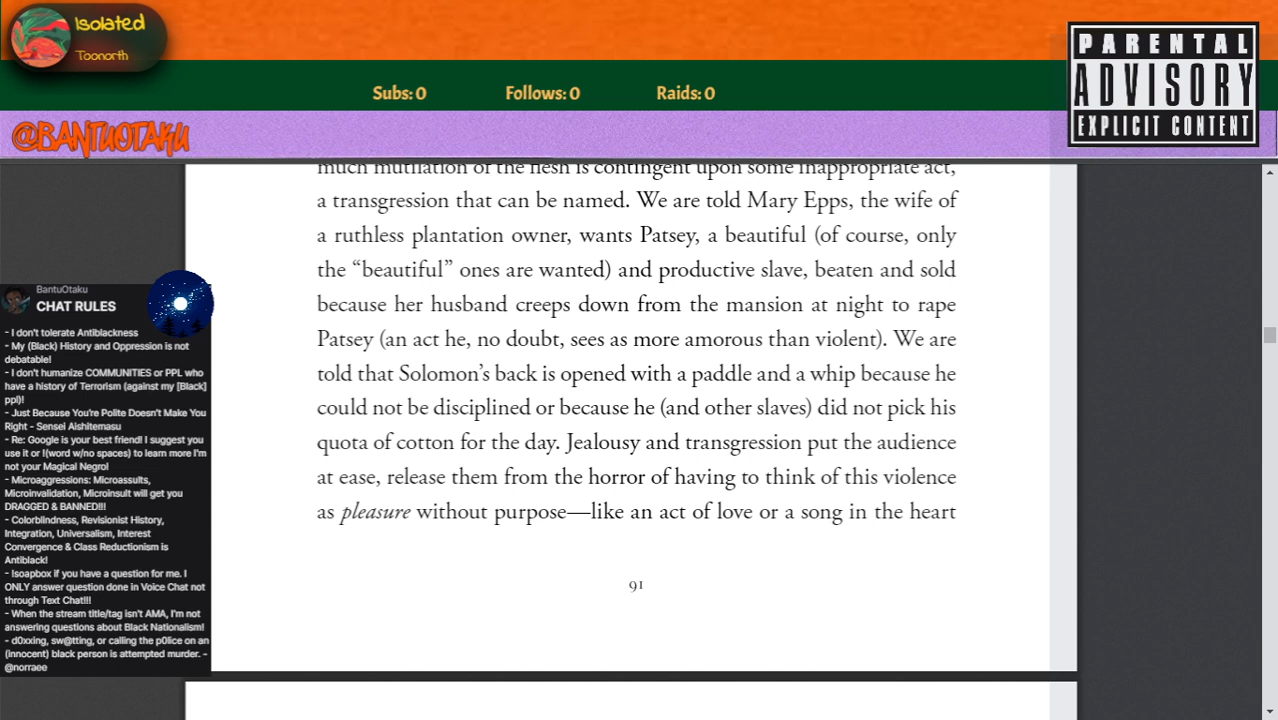 Isolated
Toonorth
Subs: 0
Follows: 0
Raids: 0
PARENTAL
ADVISORY
EXPLICIT CONTENT
@BANTUOTAKU
much mutilation of the flesh is contingent upon some inappropriate act,
a transgression that can be named. We are told Mary Epps, the wife of
a ruthless plantation owner, wants Patsey, a beautiful (of course, only
the “beautiful” ones are wanted) and productive slave, beaten and sold
because her husband creeps down from the mansion at night to rape
Patsey (an act he, no doubt, sees as more amorous than violent). We are
told that Solomon’s back is opened with a paddle and a whip because he
could not be disciplined or because he (and other slaves) did not pick his
quota of cotton for the day. Jealousy and transgression put the audience
at ease, release them from the horror of having to think of this violence
as pleasure without purpose—like an act of love or a song in the heart
91
BantuOtaku
CHAT RULES
- I don't tolerate Antiblackness
- My (Black) History and Oppression is not
debatable!
- I don't humanize COMMUNITIES or PPL who
have a history of Terrorism (against my [Black]
ppl)!
- Just Because You're Polite Doesn't Make You
Right - Sensei Aishitemasu
- Re: Google is your best friend! I suggest you
use it or !(word w/no spaces) to learn more I'm
not your Magical Negro!
- Microaggressions: Microassults,
Microinvalidation, Microinsult will get you
DRAGGED & BANNED!!!
- Colorblindness, Revisionist History,
Integration, Universalism, Interest
Convergence & Class Reductionism is
Antiblack!
- !soapbox if you have a question for me. I
ONLY answer question done in Voice Chat not
through Text Chat!!!
- When the stream title/tag isn't AMA, I'm not
answering questions about Black Nationalism!
- d0xxing, sw@tting, or calling the p0lice on an
(innocent) black person is attempted murder. -
@norraee